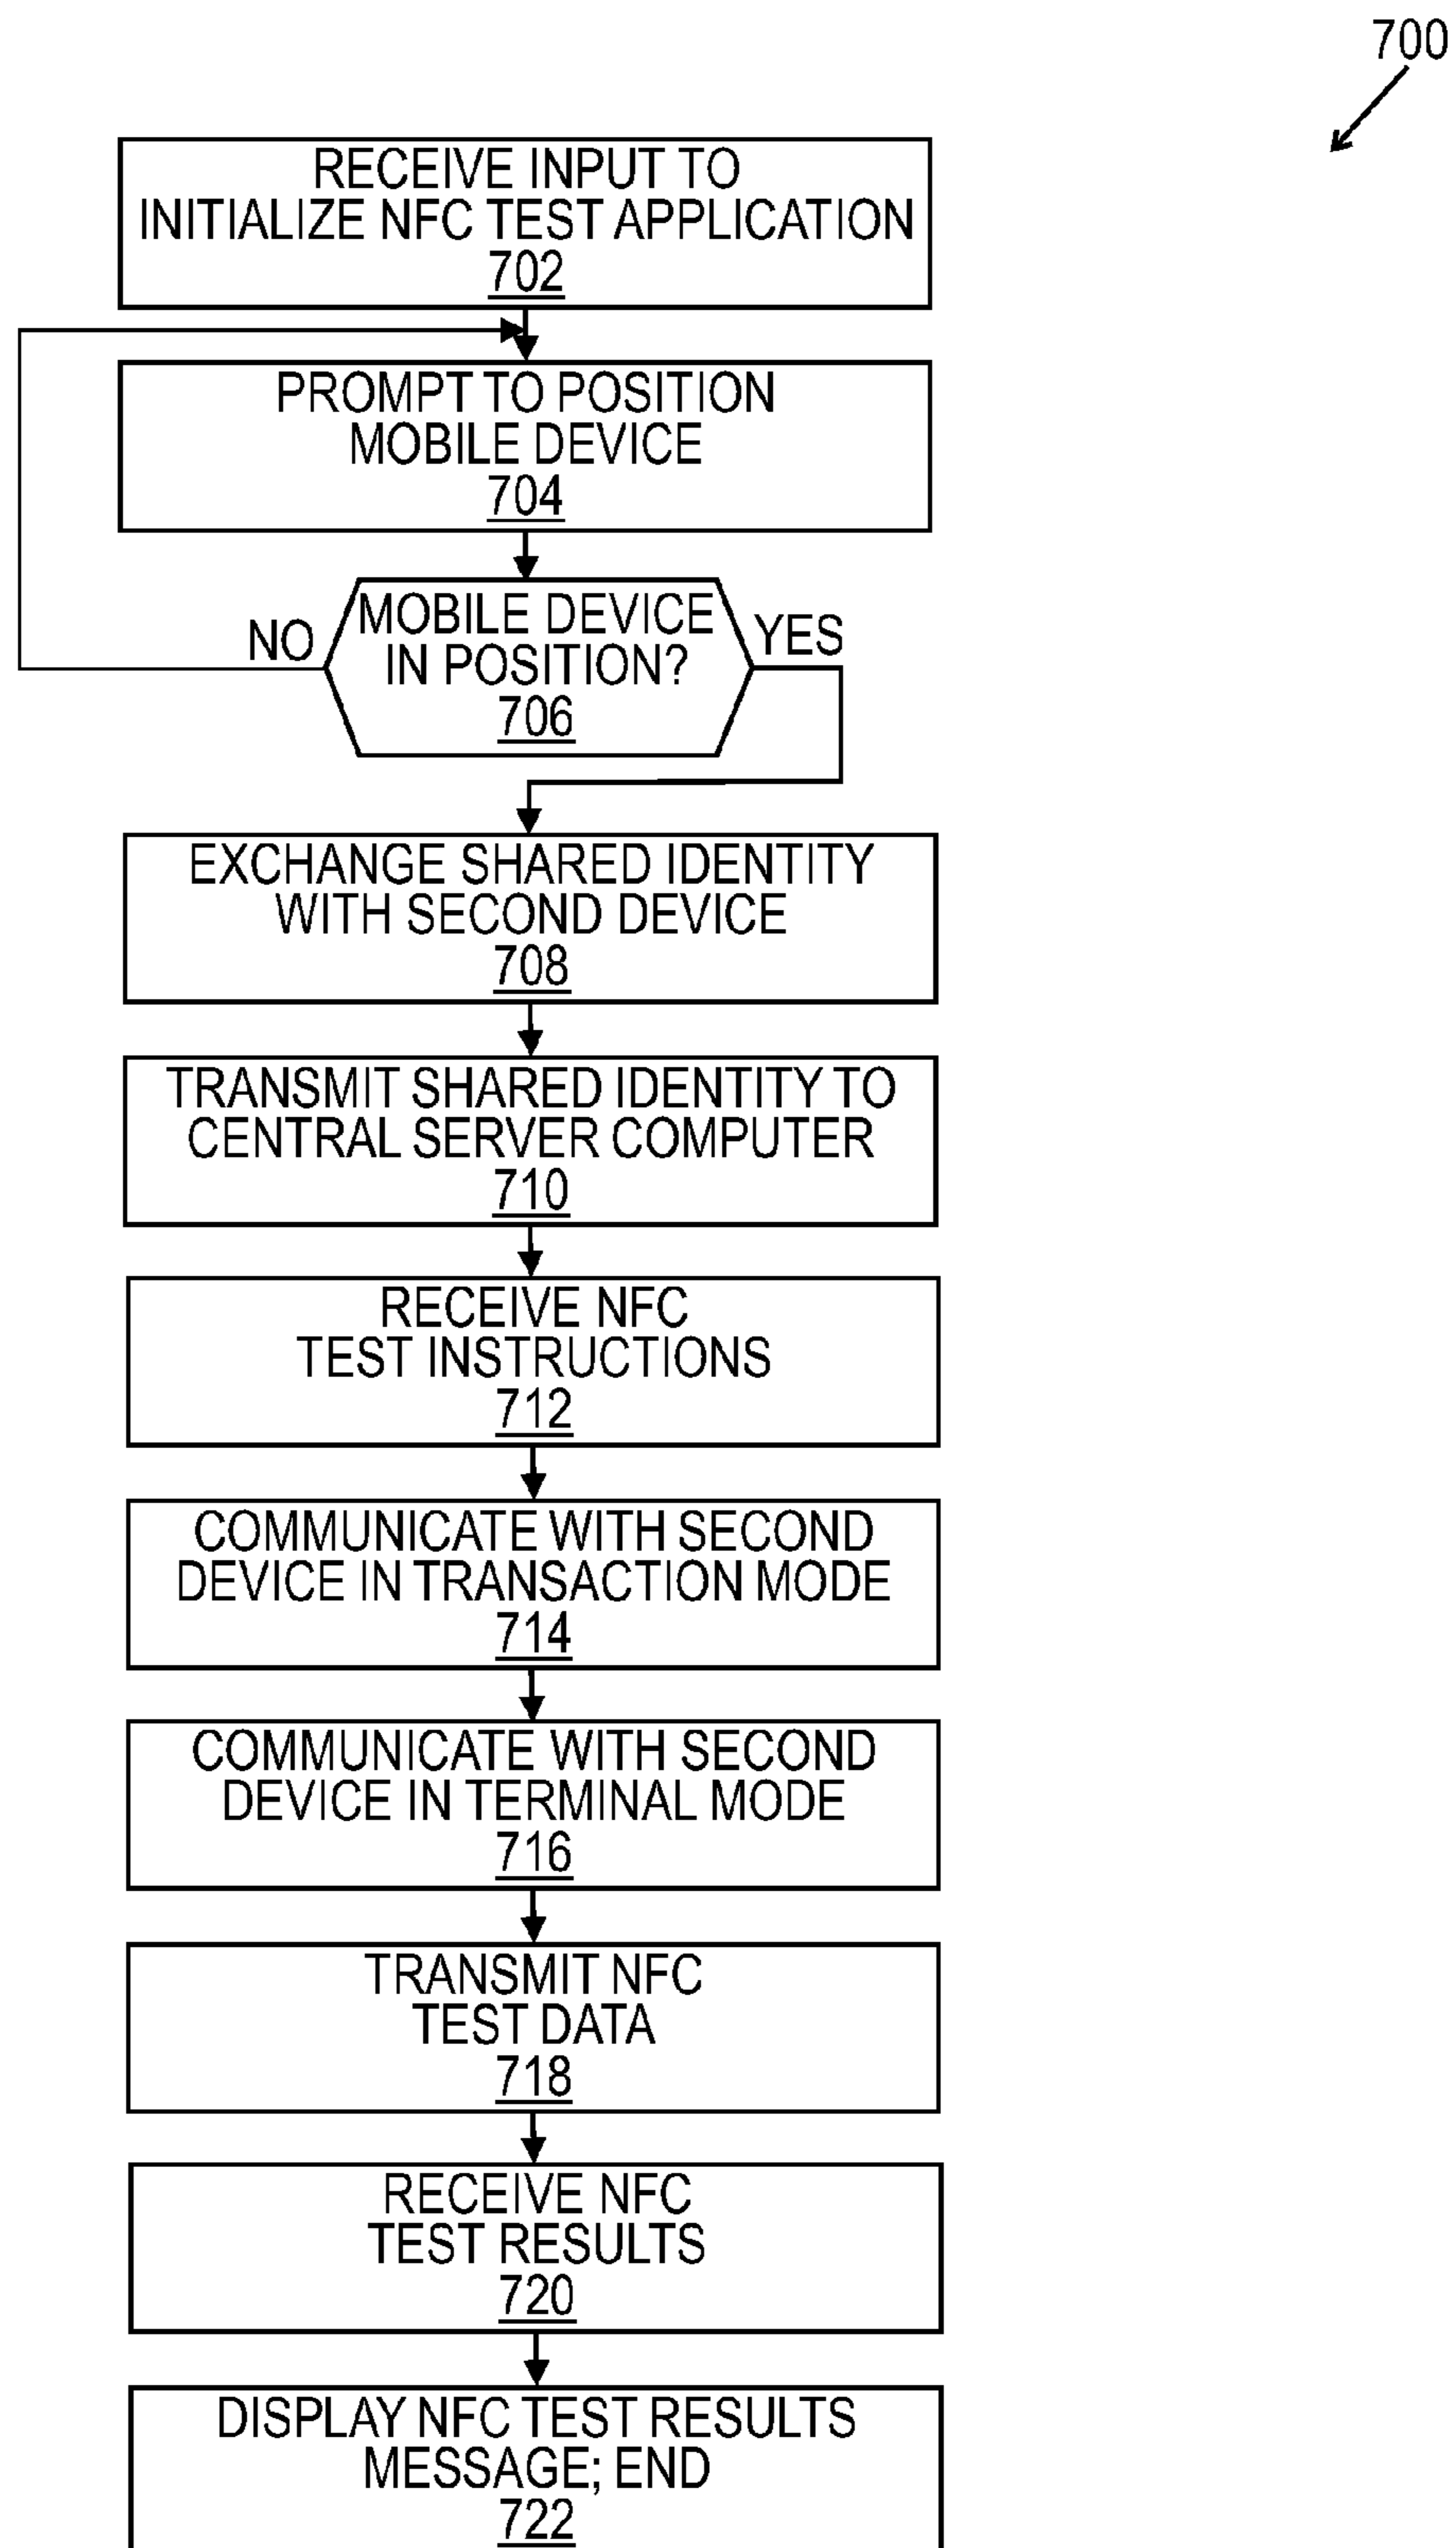 700
RECEIVE INPUT TO
INITIALIZE NFC TEST APPLICATION
702
PROMPT TO POSITION
MOBILE DEVICE
704
NO
MOBILE DEVICE
IN POSITION?
706
YES
EXCHANGE SHARED IDENTITY
WITH SECOND DEVICE
708
TRANSMIT SHARED IDENTITY TO
CENTRAL SERVER COMPUTER
710
RECEIVE NFC
TEST INSTRUCTIONS
712
COMMUNICATE WITH SECOND
DEVICE IN TRANSACTION MODE
714
COMMUNICATE WITH SECOND
DEVICE IN TERMINAL MODE
716
TRANSMIT NFC
TEST DATA
718
RECEIVE NFC
TEST RESULTS
720
DISPLAY NFC TEST RESULTS
MESSAGE; END
722